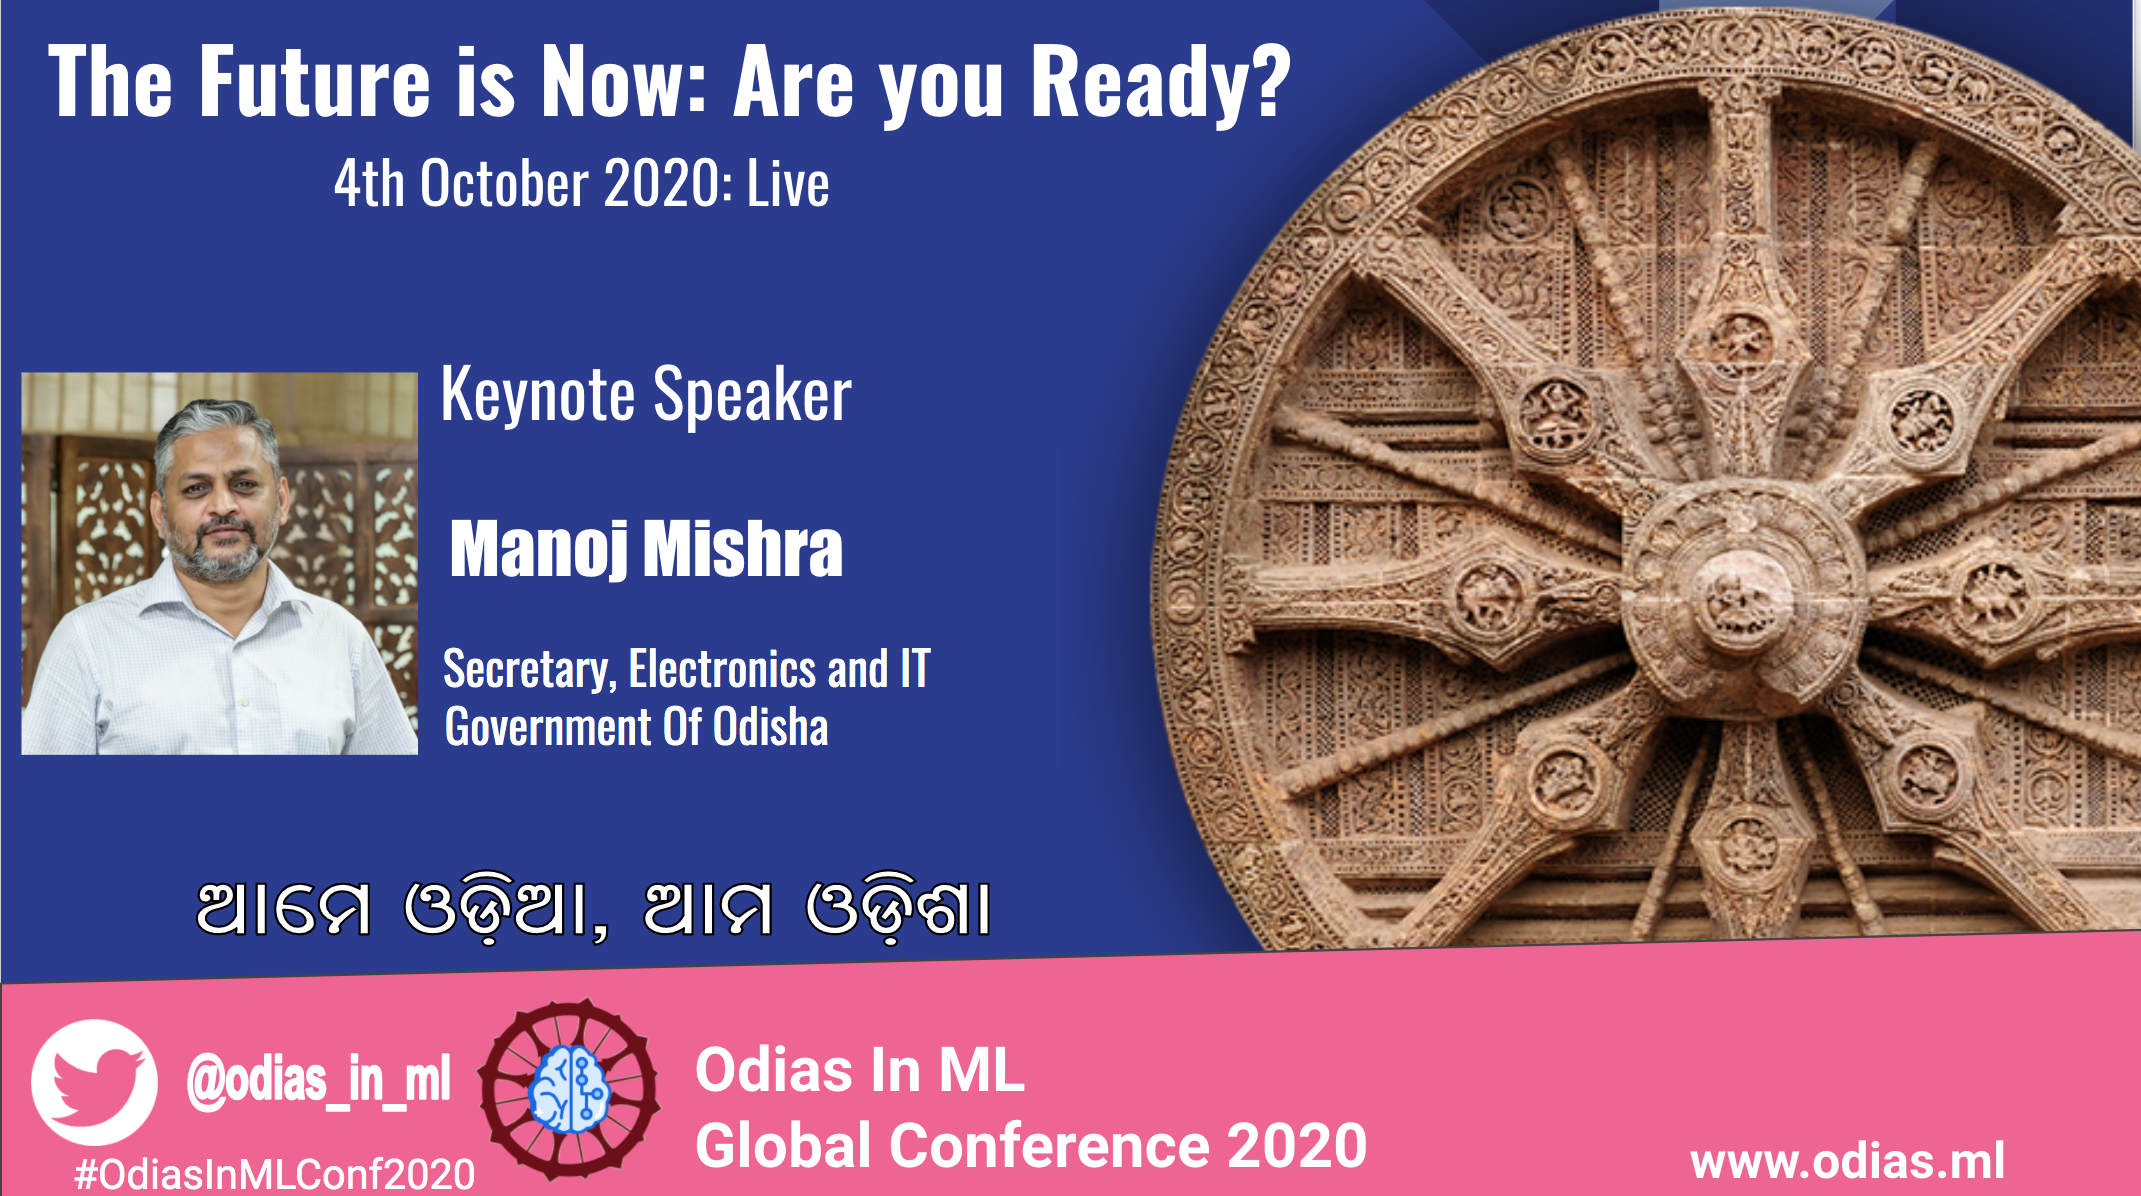 The Future is Now: Are you Ready?
4th October 2020: Live
Keynote Speaker
Manoj Mishra
Secretary, Electronics and IT
Government Of Odisha
ଆମେ ଓଡ଼ିଆ, ଆମ ଓଡ଼ିଶା
@odias_in_ml
#OdiasInMLConf2020
Odias In ML
Global Conference 2020
www.odias.ml